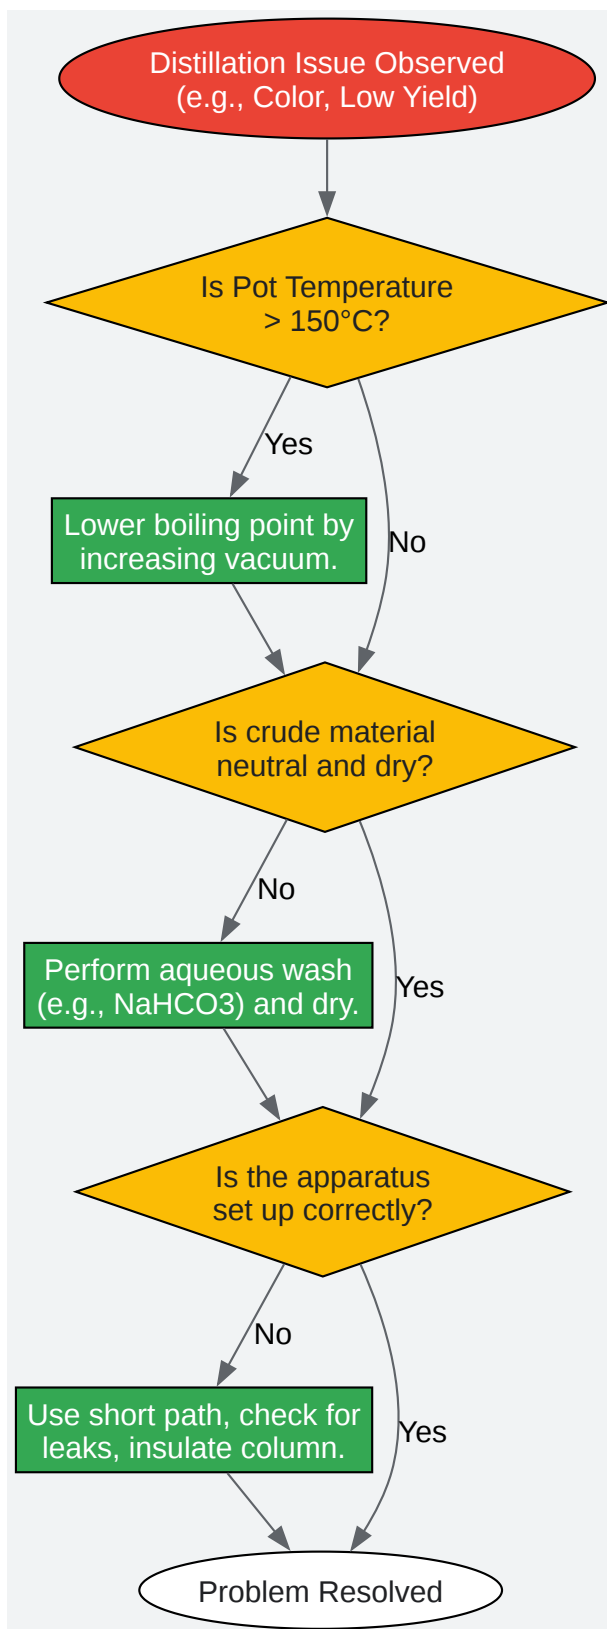 Distillation Issue Observed
(e.g., Color, Low Yield)
Is Pot Temperature
> 150°C?
Yes
Lower boiling point by
increasing vacuum.
No
Is crude material
neutral and dry?
No
Perform aqueous wash
(e.g., NaHCO3) and dry.
Yes
Is the apparatus
set up correctly?
No
Use short path, check for
leaks, insulate column.
Yes
Problem Resolved